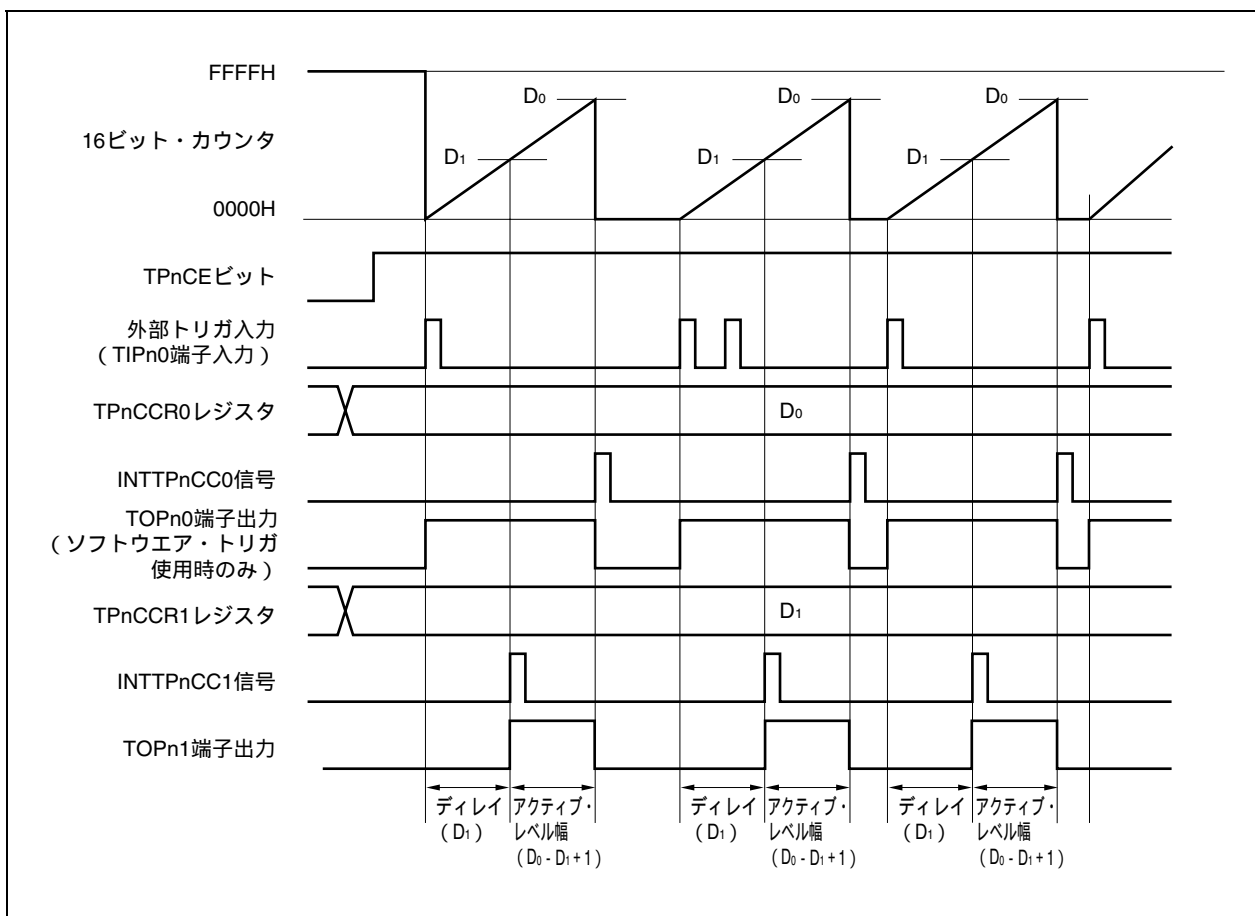 FFFFH
D0 D0 D0
16ビット・カウンタ
D1 D1 D1
0000H
TPnCEビット
外部トリガ入力
(TIPn0端子入力)
TPnCCR0レジスタ
D0
INTTPnCC0信号
TOPn0端子出力
(ソフトウエア・トリガ
使用時のみ)
TPnCCR1レジスタ
D1
INTTPnCC1信号
TOPn1端子出力
ディレイ
(D1)
アクティブ・
レベル幅
(D0 - D1 + 1)
ディレイ
(D1)
アクティブ・
レベル幅
(D0 - D1 + 1)
ディレイ
(D1)
アクティブ・
レベル幅
(D0 - D1 + 1)